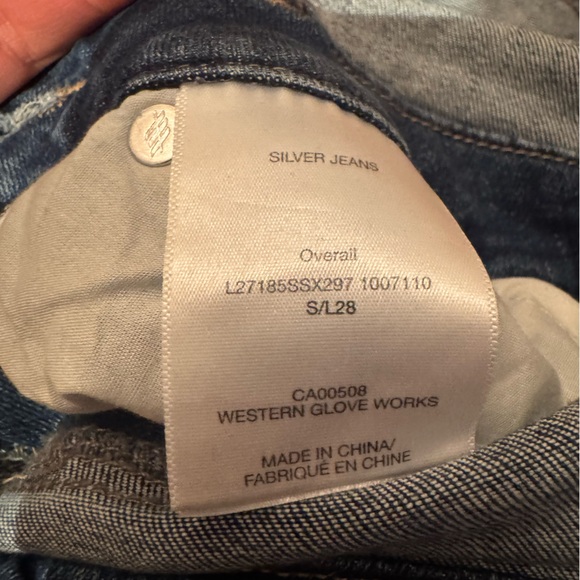 SILVER JEANS
Overall
L27185SSX297 1007110
S/L28
CA00508
WESTERN GLOVE WORKS
MADE IN CHINA/
FABRIQUÉ EN CHINE